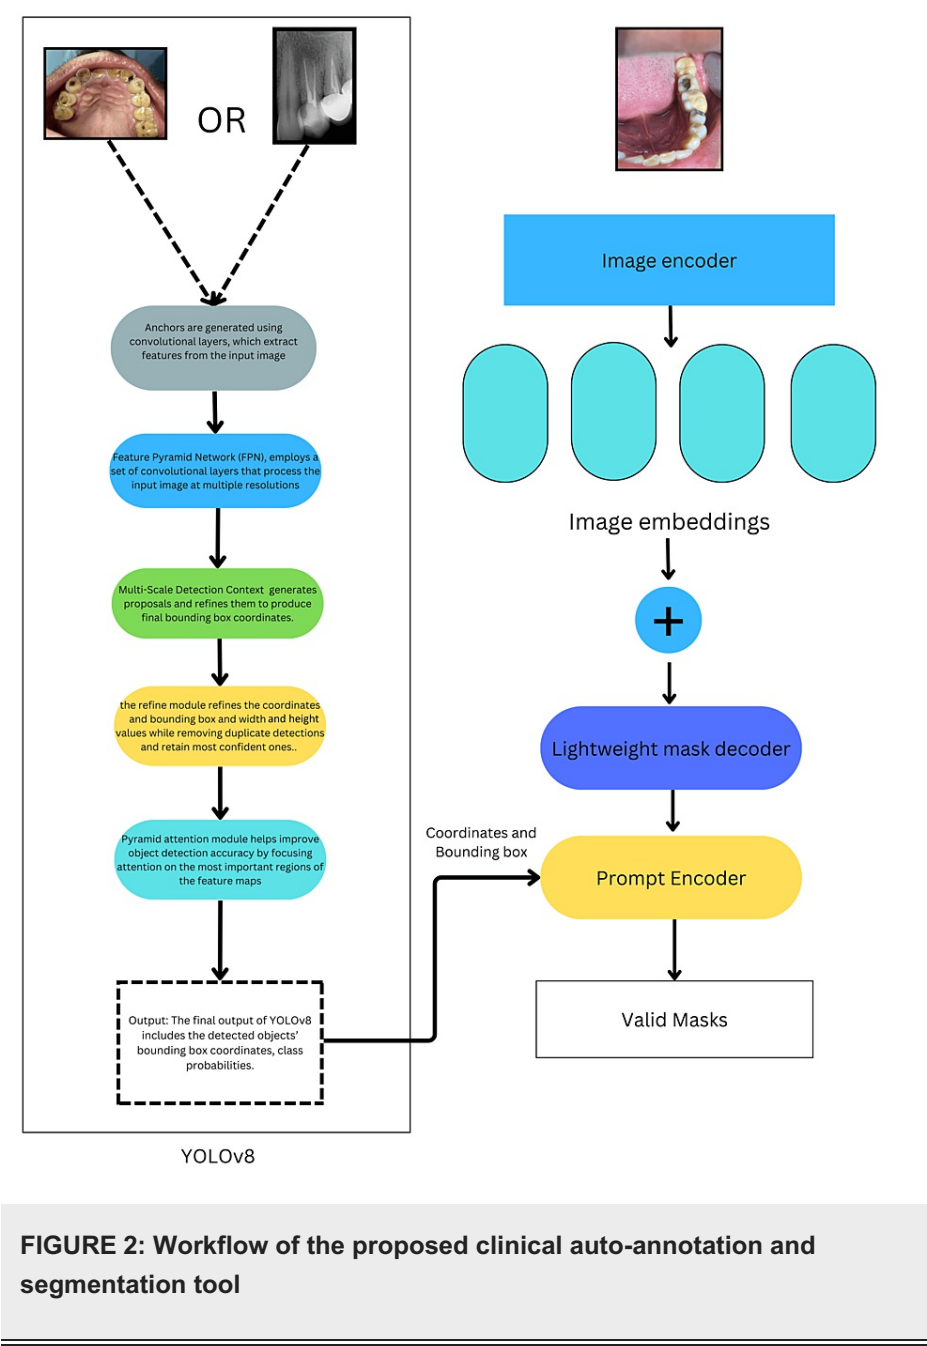 OR
Anchors are generated using
convolutional layers, which extract
features from the input image
Feature Pyramid Network (FPN), employs a
set of convolutional layers that process the
input image at multiple resolutions
Multi-Scale Detection Context generates
proposals and refines them to produce
final bounding box coordinates.
the refine module refines the coordinates
and bounding box and width and height
values while removing duplicate detections
and retain most confident ones..
Pyramid attention module helps improve
object detection accuracy by focusing
attention on the most important regions of
the feature maps
Output: The final output of YOLOv8
includes the detected objects’
bounding box coordinates, class
probabilities.
YOLOv8
Image encoder
Image embeddings
+
Lightweight mask decoder
Coordinates and
Bounding box
Prompt Encoder
Valid Masks
FIGURE 2: Workflow of the proposed clinical auto-annotation and
segmentation tool